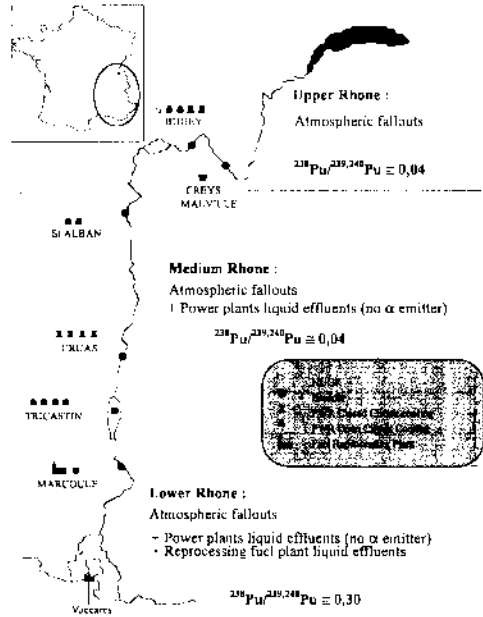 Upper Rhone :
Atmospheric fallouts
²³⁸Pu/²³⁹,²⁴⁰Pu ≅ 0,04
BUGEY
CREYS
MALVILLE
St ALBAN
Medium Rhone :
Atmospheric fallouts
+ Power plants liquid effluents (no α emitter)
²³⁸Pu/²³⁹,²⁴⁰Pu ≅ 0,04
CRUAS
TRICASTIN
MARCOULE
Lower Rhone :
Atmospheric fallouts
+ Power plants liquid effluents (no α emitter)
+ Reprocessing fuel plant liquid effluents
²³⁸Pu/²³⁹,²⁴⁰Pu ≅ 0,30
Vaccares